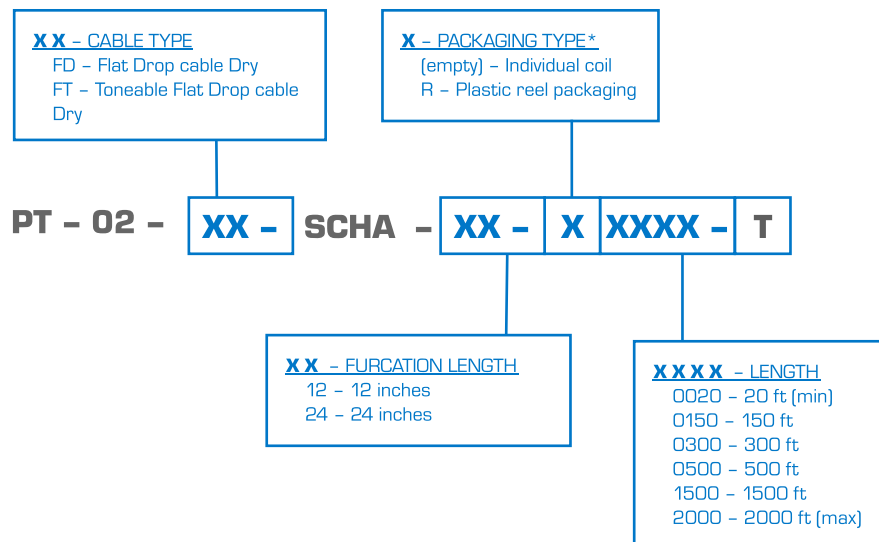 X X – CABLE TYPE
FD – Flat Drop cable Dry
FT – Toneable Flat Drop cable
Dry
X – PACKAGING TYPE*
(empty) – Individual coil
R – Plastic reel packaging
PT – 02 – XX – SCHA – XX – X XXXX – T
X X – FURCATION LENGTH
12 – 12 inches
24 – 24 inches
X X X X – LENGTH
0020 – 20 ft (min)
0150 – 150 ft
0300 – 300 ft
0500 – 500 ft
1500 – 1500 ft
2000 – 2000 ft (max)